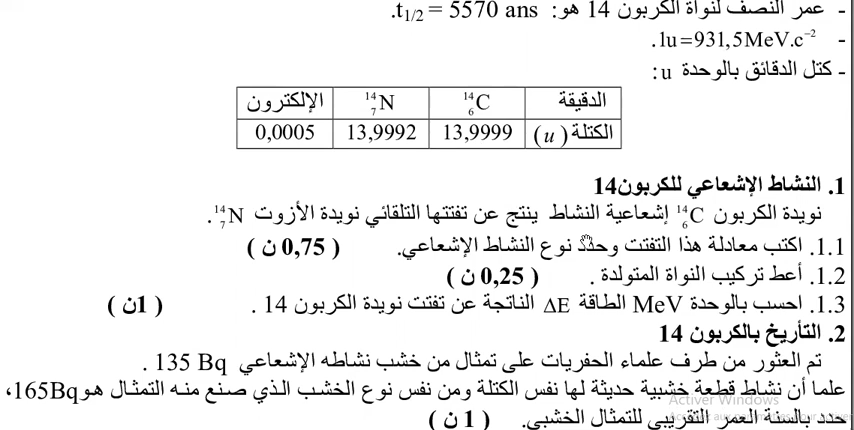 - عمر النصف لنواة الكربون 14 هو: t1/2 = 5570 ans.
- 1u=931,5MeV.c⁻².
- كتل الدقائق بالوحدة u:
الدقيقة ¹⁴₆C ¹⁴₇N الإلكترون
الكتلة (u) 13,9999 13,9992 0,0005
1. النشاط الإشعاعي للكربون14
نويدة الكربون ¹⁴₆C إشعاعية النشاط ينتج عن تفتتها التلقائي نويدة الأزوت ¹⁴₇N.
1.1. اكتب معادلة هذا التفتت وحدد نوع النشاط الإشعاعي. ( 0,75 ن )
1.2. أعط تركيب النواة المتولدة. ( 0,25 ن )
1.3. احسب بالوحدة MeV الطاقة ΔE الناتجة عن تفتت نويدة الكربون 14. ( 1ن )
2. التأريخ بالكربون 14
تم العثور من طرف علماء الحفريات على تمثال من خشب نشاطه الإشعاعي 135 Bq.
علما أن نشاط قطعة خشبية حديثة لها نفس الكتلة ومن نفس نوع الخشب الذي صنع منه التمثال هو 165Bq،
حدد بالسنة العمر التقريبي للتمثال الخشبي. ( 1 ن )
Activer Windows